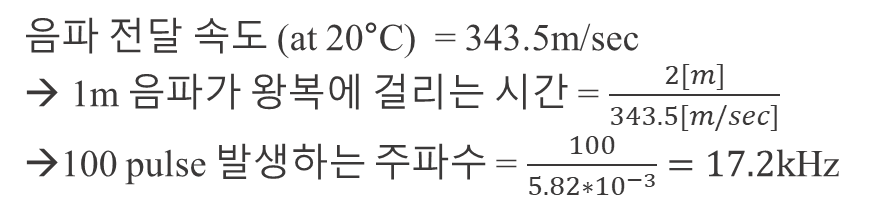 음파 전달 속도 (at 20°C) = 343.5m/sec
→ 1m 음파가 왕복에 걸리는 시간 = 2[m] / 343.5[m/sec]
→100 pulse 발생하는 주파수 = 100 / 5.82∗10−3 = 17.2kHz